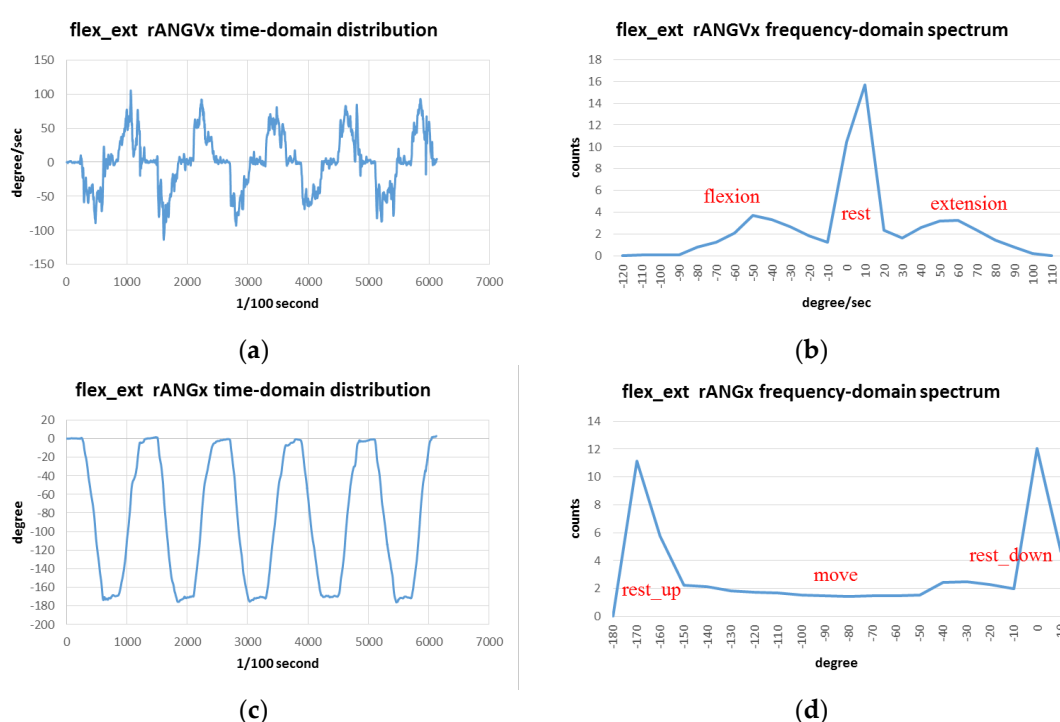 flex_ext rANGVx time-domain distribution
degree/sec
150
100
50
0
-50
-100
-150
0 1000 2000 3000 4000 5000 6000 7000
1/100 second
(a)
flex_ext rANGVx frequency-domain spectrum
counts
18
16
14
12
10
8
6
4
2
0
flexion
rest
extension
-120 -110 -100 -90 -80 -70 -60 -50 -40 -30 -20 -10 0 10 20 30 40 50 60 70 80 90 100 110
degree/sec
(b)
flex_ext rANGx time-domain distribution
degree
20
0
-20
-40
-60
-80
-100
-120
-140
-160
-180
-200
0 1000 2000 3000 4000 5000 6000 7000
1/100 second
(c)
flex_ext rANGx frequency-domain spectrum
counts
14
12
10
8
6
4
2
0
rest_up
move
rest_down
-180 -170 -160 -150 -140 -130 -120 -110 -100 -90 -80 -70 -60 -50 -40 -30 -20 -10 0 10
degree
(d)